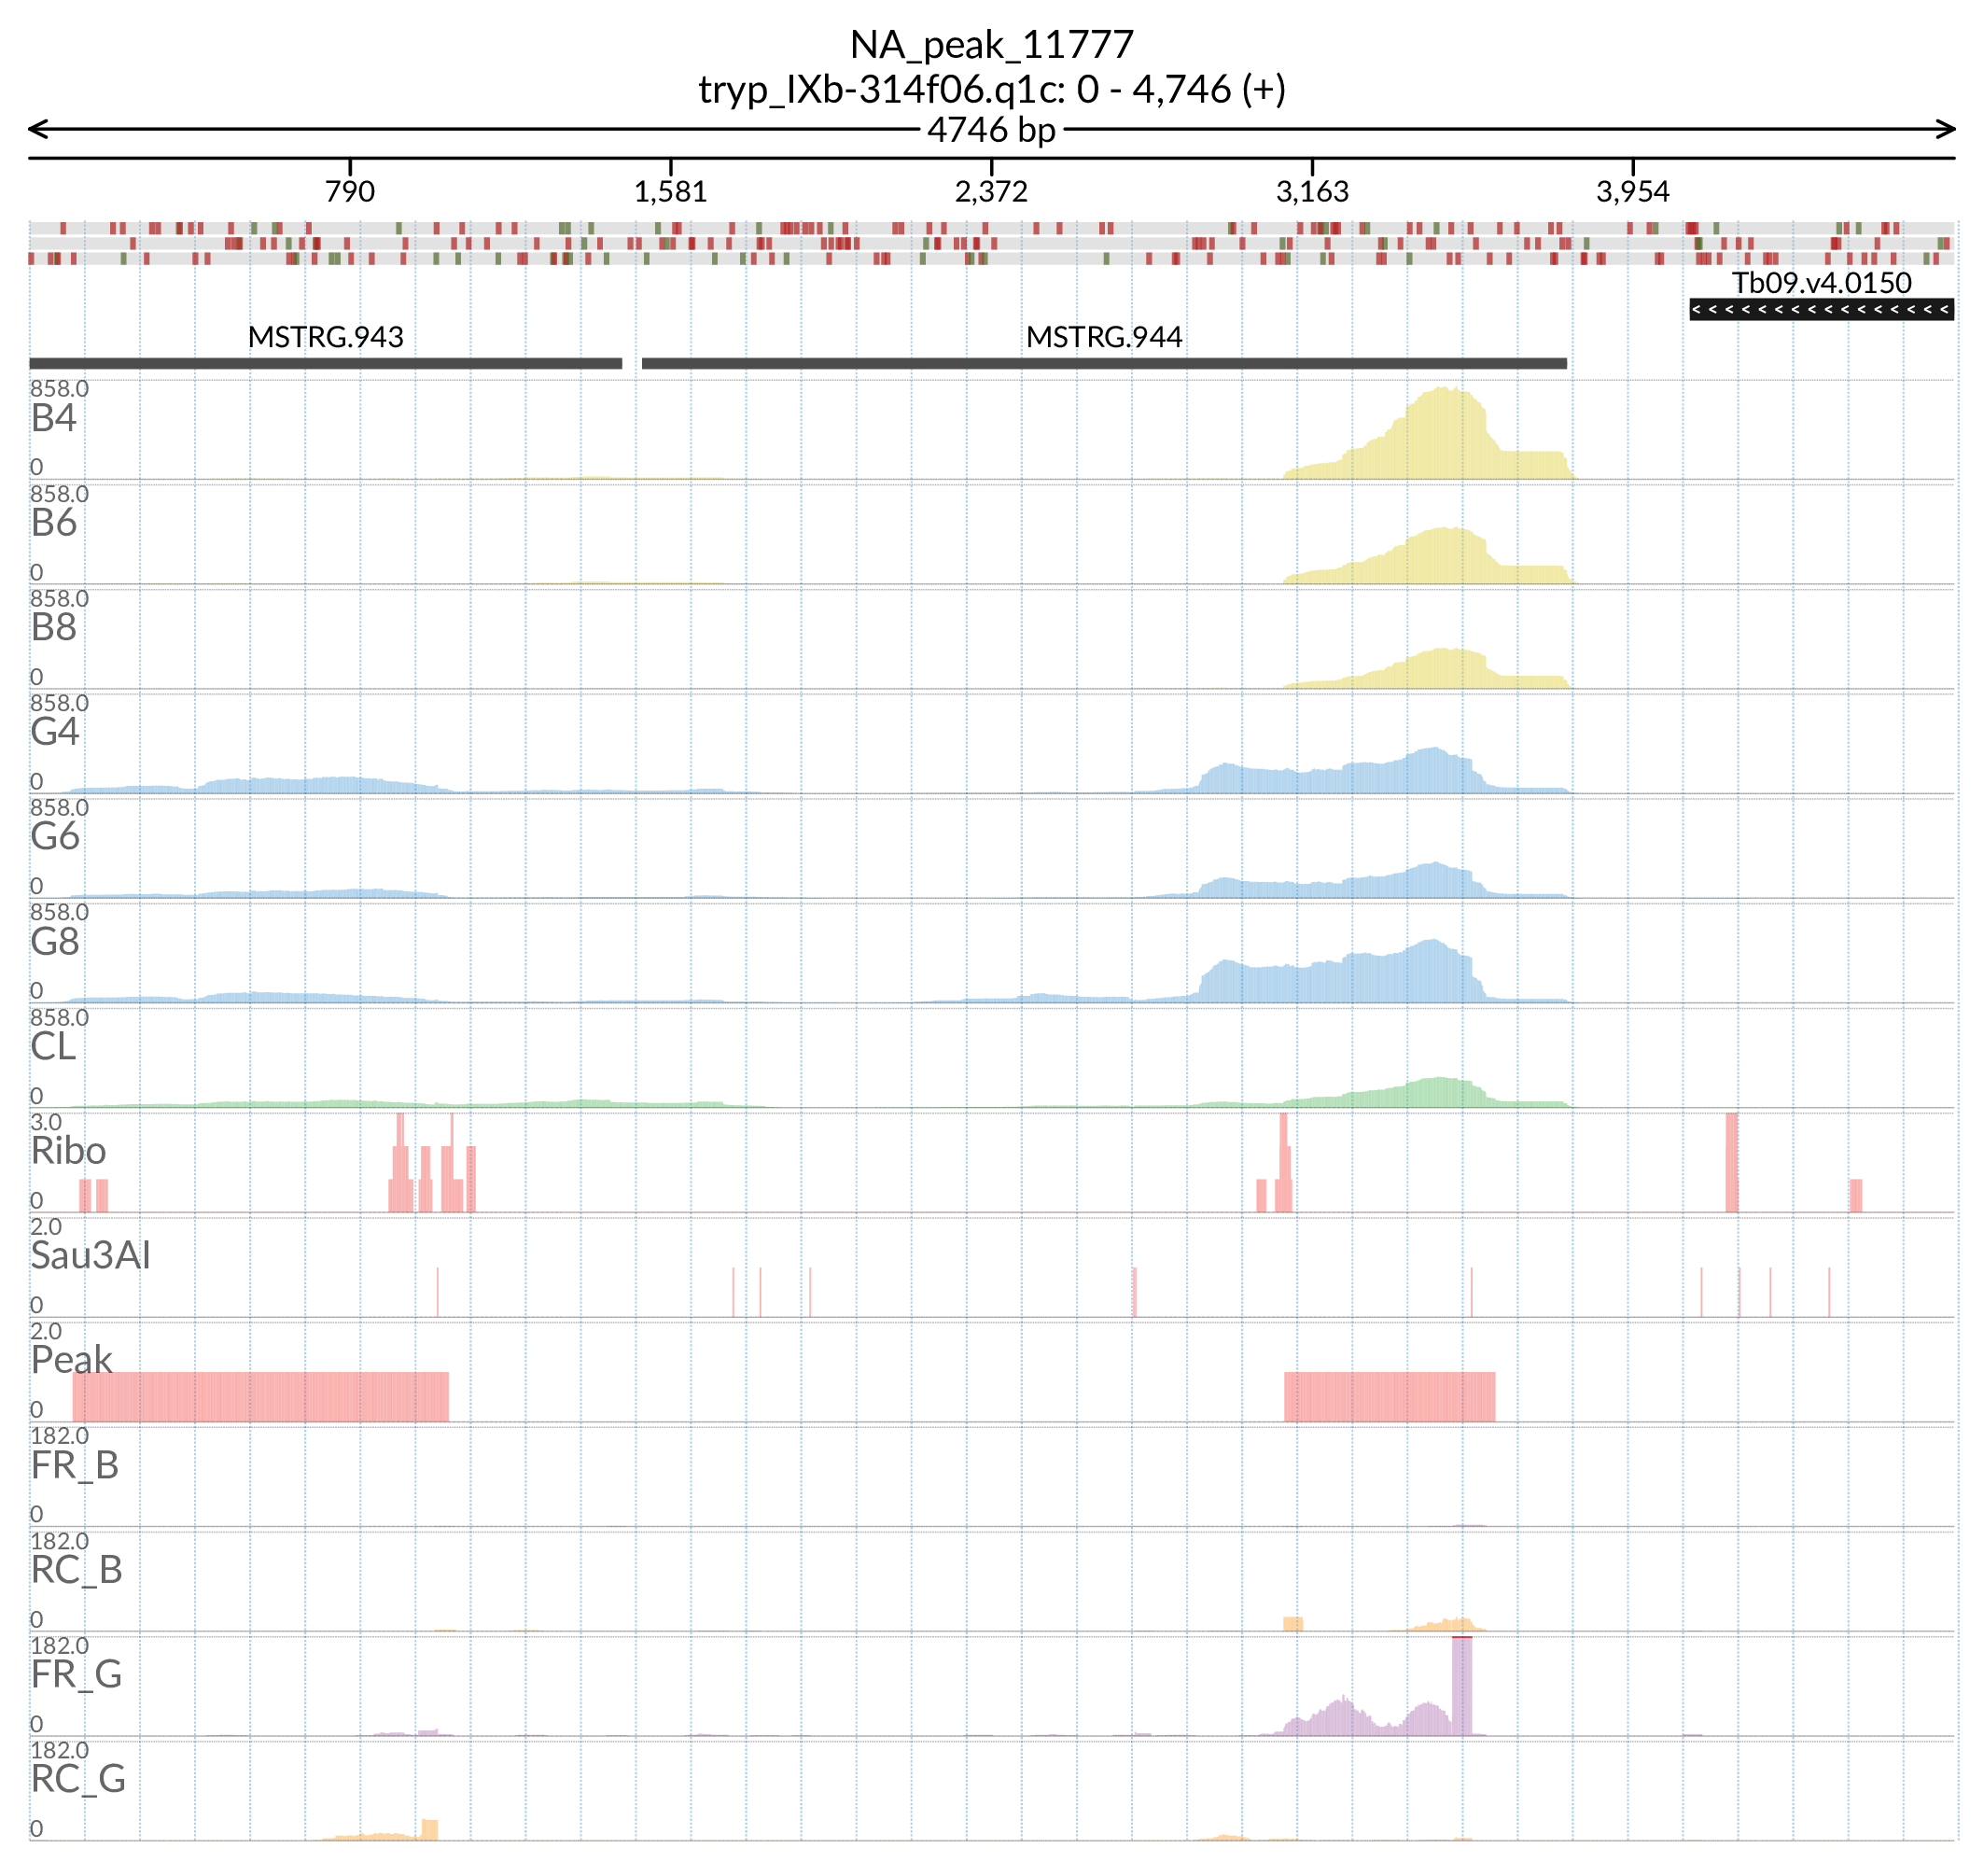 NA_peak_11777
tryp_IXb-314f06.q1c: 0 - 4,746 (+)
4746 bp
790 1,581 2,372 3,163 3,954
Tb09.v4.0150
MSTRG.943 MSTRG.944
858.0
B4
0
858.0
B6
0
858.0
B8
0
858.0
G4
0
858.0
G6
0
858.0
G8
0
858.0
CL
0
3.0
Ribo
0
2.0
Sau3AI
0
2.0
Peak
0
182.0
FR_B
0
182.0
RC_B
0
182.0
FR_G
0
182.0
RC_G
0